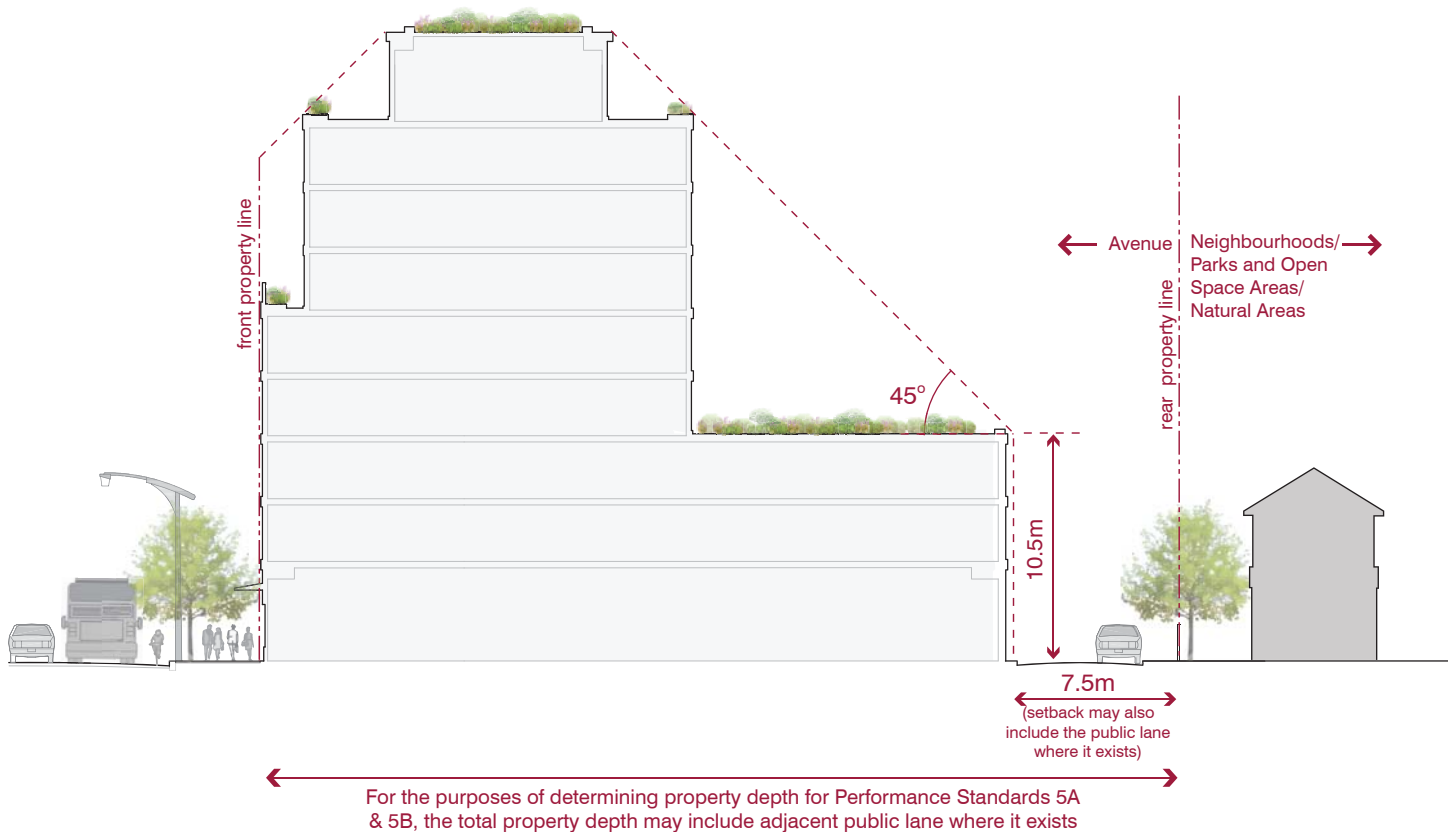 front property line
Avenue
Neighbourhoods/
Parks and Open
Space Areas/
Natural Areas
rear property line
45°
10.5m
7.5m
(setback may also
include the public lane
where it exists)
For the purposes of determining property depth for Performance Standards 5A
& 5B, the total property depth may include adjacent public lane where it exists